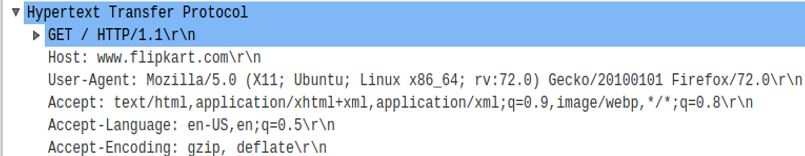 Hypertext Transfer Protocol
GET / HTTP/1.1\r\n
Host: www.flipkart.com\r\n
User-Agent: Mozilla/5.0 (X11; Ubuntu; Linux x86_64; rv:72.0) Gecko/20100101 Firefox/72.0\r\n
Accept: text/html,application/xhtml+xml,application/xml;q=0.9,image/webp,*/*;q=0.8\r\n
Accept-Language: en-US,en;q=0.5\r\n
Accept-Encoding: gzip, deflate\r\n